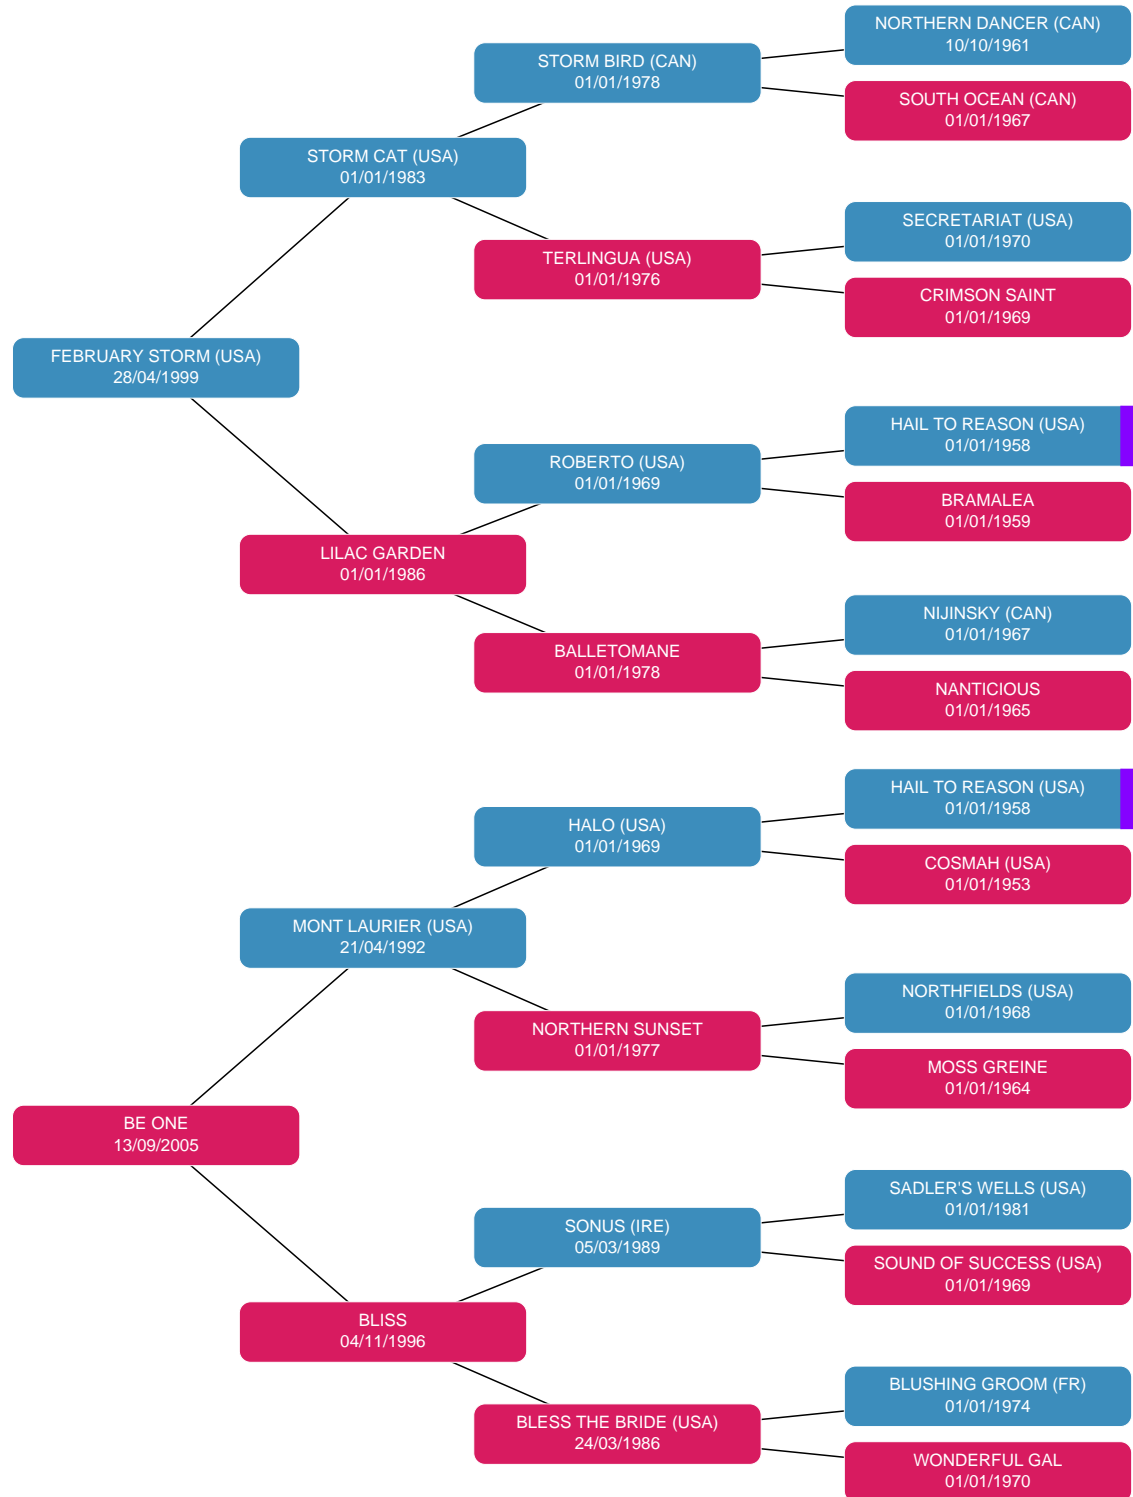 NORTHERN DANCER (CAN)
10/10/1961
STORM BIRD (CAN)
01/01/1978
SOUTH OCEAN (CAN)
01/01/1967
STORM CAT (USA)
01/01/1983
SECRETARIAT (USA)
01/01/1970
TERLINGUA (USA)
01/01/1976
CRIMSON SAINT
01/01/1969
FEBRUARY STORM (USA)
28/04/1999
HAIL TO REASON (USA)
01/01/1958
ROBERTO (USA)
01/01/1969
BRAMALEA
01/01/1959
LILAC GARDEN
01/01/1986
NIJINSKY (CAN)
01/01/1967
BALLETOMANE
01/01/1978
NANTICIOUS
01/01/1965
HAIL TO REASON (USA)
01/01/1958
HALO (USA)
01/01/1969
COSMAH (USA)
01/01/1953
MONT LAURIER (USA)
21/04/1992
NORTHFIELDS (USA)
01/01/1968
NORTHERN SUNSET
01/01/1977
MOSS GREINE
01/01/1964
BE ONE
13/09/2005
SADLER'S WELLS (USA)
01/01/1981
SONUS (IRE)
05/03/1989
SOUND OF SUCCESS (USA)
01/01/1969
BLISS
04/11/1996
BLUSHING GROOM (FR)
01/01/1974
BLESS THE BRIDE (USA)
24/03/1986
WONDERFUL GAL
01/01/1970